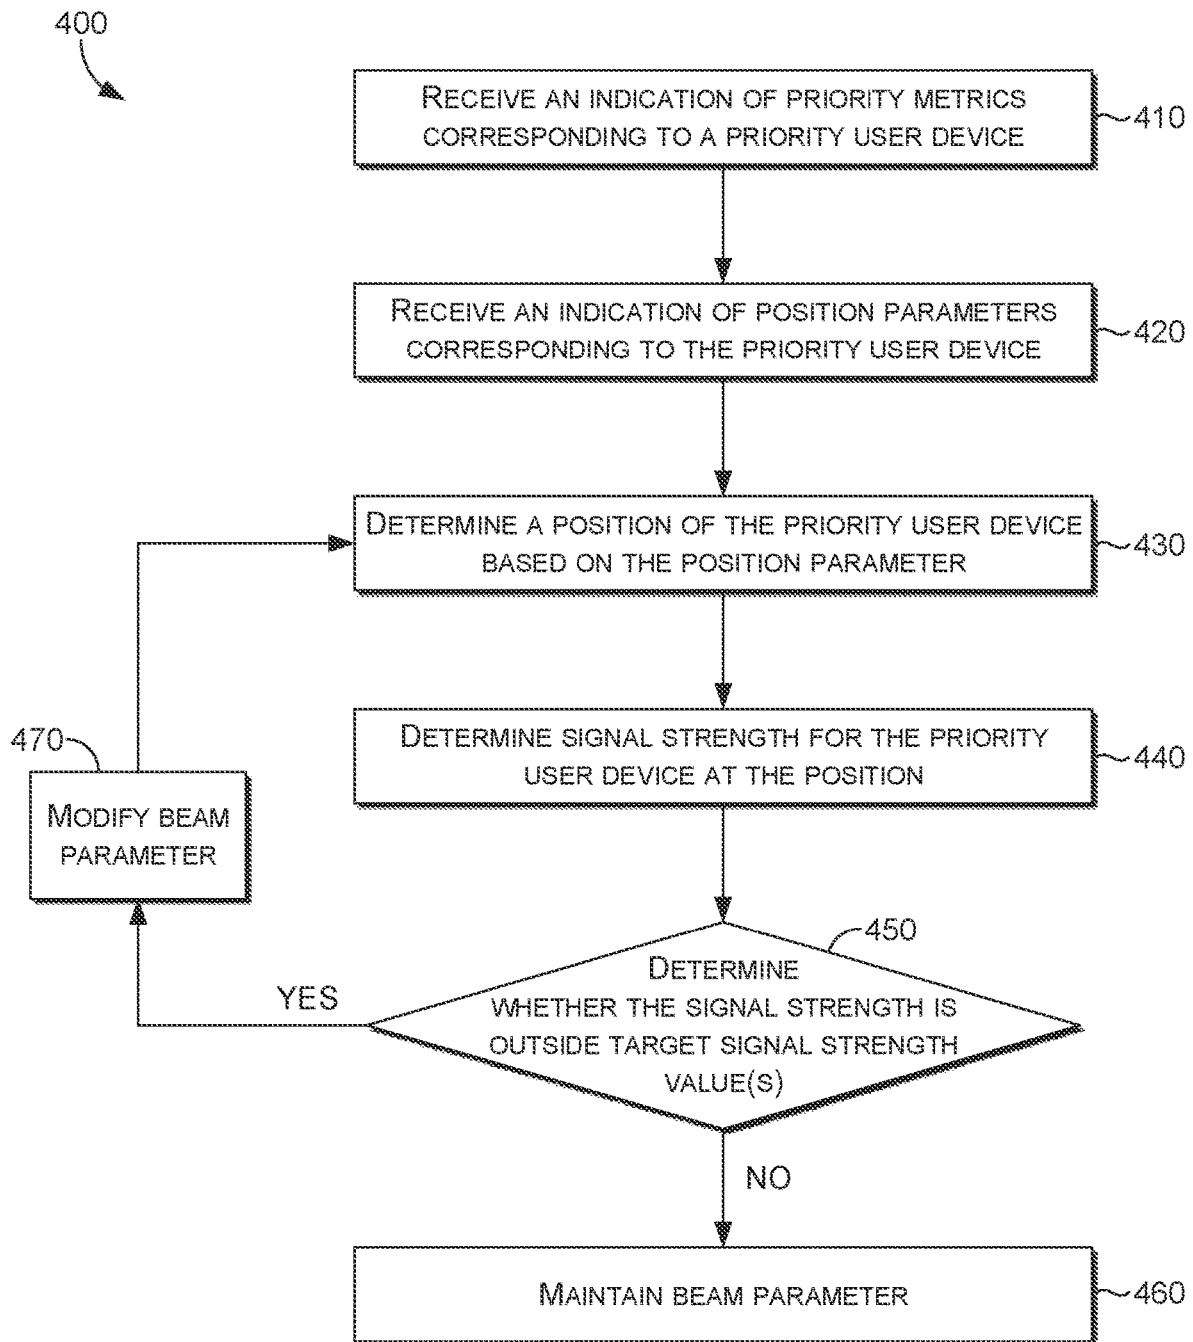 400
RECEIVE AN INDICATION OF PRIORITY METRICS
CORRESPONDING TO A PRIORITY USER DEVICE
410
RECEIVE AN INDICATION OF POSITION PARAMETERS
CORRESPONDING TO THE PRIORITY USER DEVICE
420
DETERMINE A POSITION OF THE PRIORITY USER DEVICE
BASED ON THE POSITION PARAMETER
430
DETERMINE SIGNAL STRENGTH FOR THE PRIORITY
USER DEVICE AT THE POSITION
440
470
MODIFY BEAM
PARAMETER
450
DETERMINE
WHETHER THE SIGNAL STRENGTH IS
OUTSIDE TARGET SIGNAL STRENGTH
VALUE(S)
YES
NO
MAINTAIN BEAM PARAMETER
460